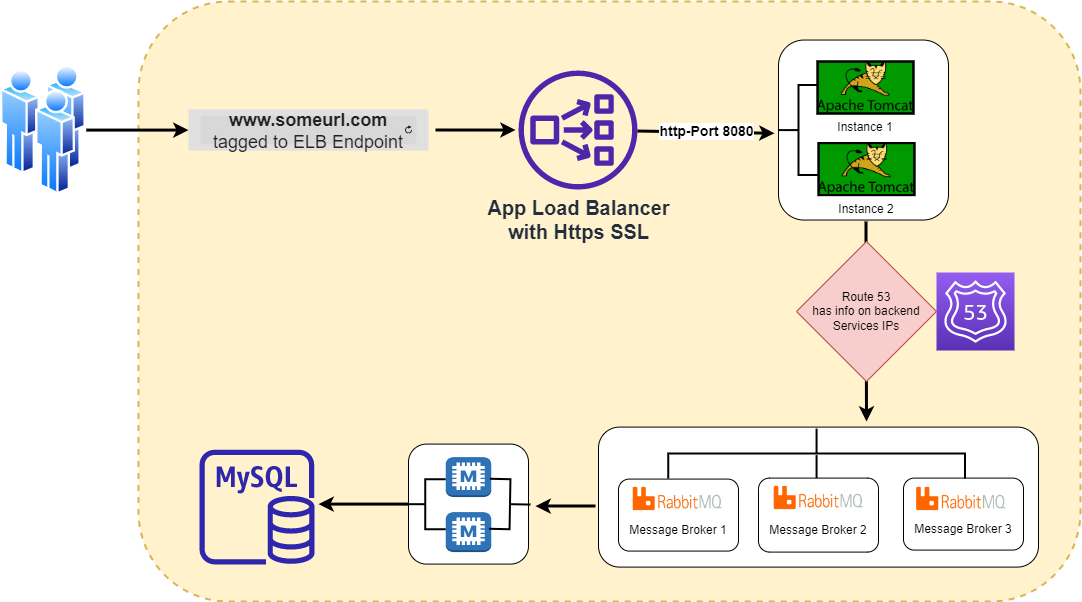 www.someurl.com
tagged to ELB Endpoint
App Load Balancer
with Https SSL
http-Port 8080
Apache Tomcat
Instance 1
Apache Tomcat
Instance 2
Route 53
has info on backend
Services IPs
53
RabbitMQ
Message Broker 1
RabbitMQ
Message Broker 2
RabbitMQ
Message Broker 3
M
M
MySQL